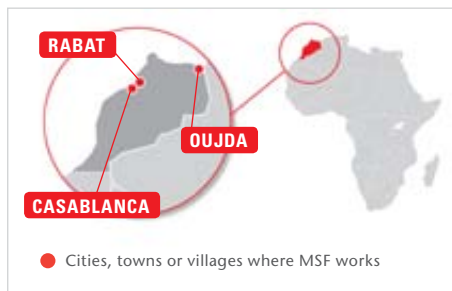 RABAT
OUJDA
CASABLANCA
Cities, towns or villages where MSF works